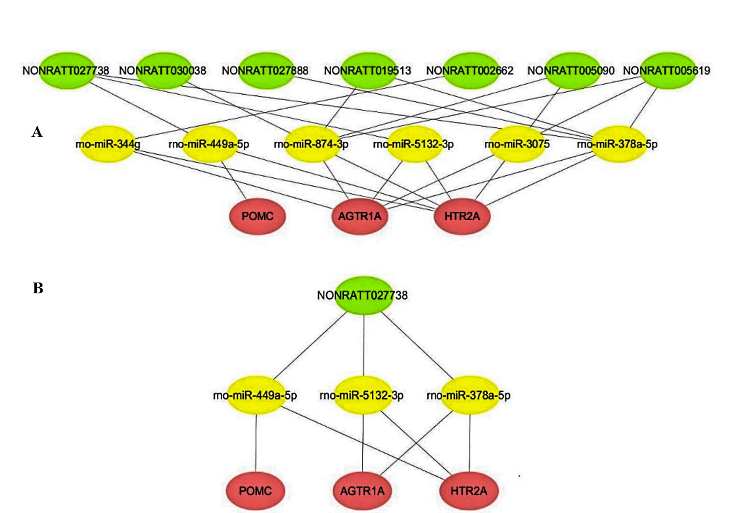 NONRATT027738 NONRATT030038 NONRATT027888 NONRATT019513 NONRATT002662 NONRATT005090 NONRATT005619
A
rno-miR-344g rno-miR-449a-5p rno-miR-874-3p rno-miR-5132-3p rno-miR-3075 rno-miR-378a-5p
POMC AGTR1A HTR2A
B
NONRATT027738
rno-miR-449a-5p rno-miR-5132-3p rno-miR-378a-5p
POMC AGTR1A HTR2A